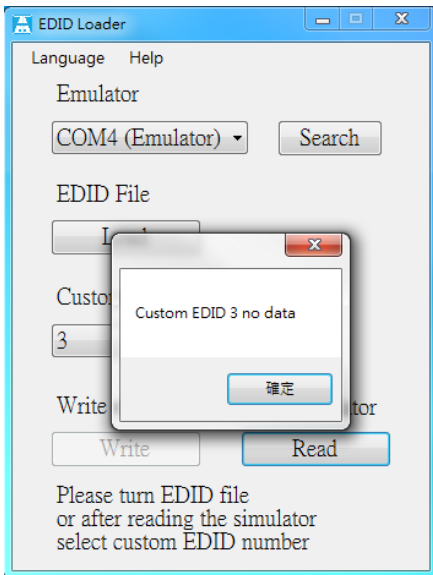 EDID Loader
Language Help
Emulator
COM4 (Emulator) Search
EDID File
Custom EDID 3 no data
3
確定
Write
Write Read
Please turn EDID file
or after reading the simulator
select custom EDID number